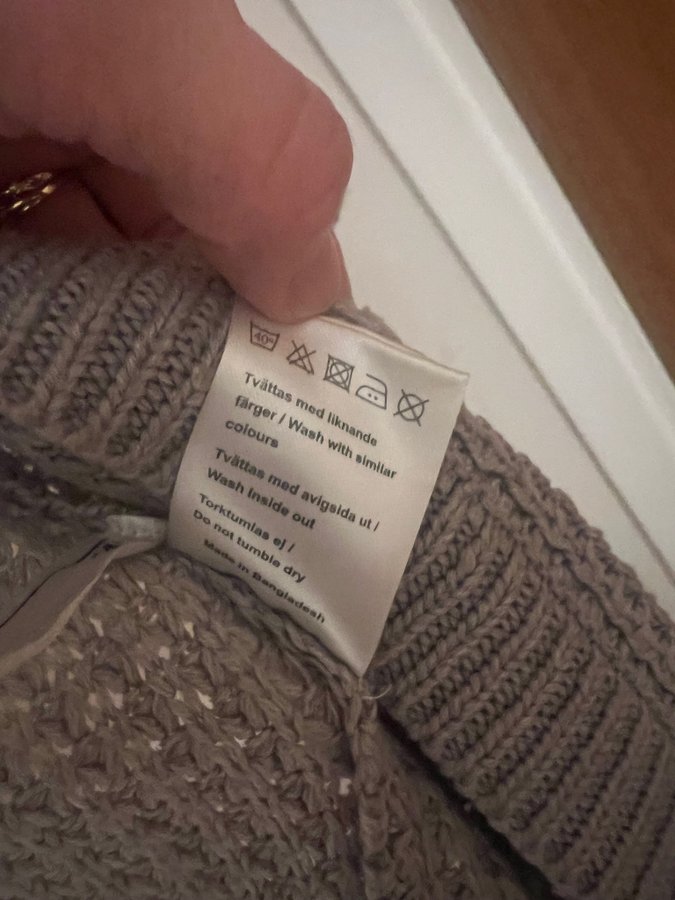 40°
Tvättas med liknande
färger / Wash with similar
colours
Tvättas med avigsida ut /
Wash inside out
Torktumlas ej /
Do not tumble dry
Made in Bangladesh